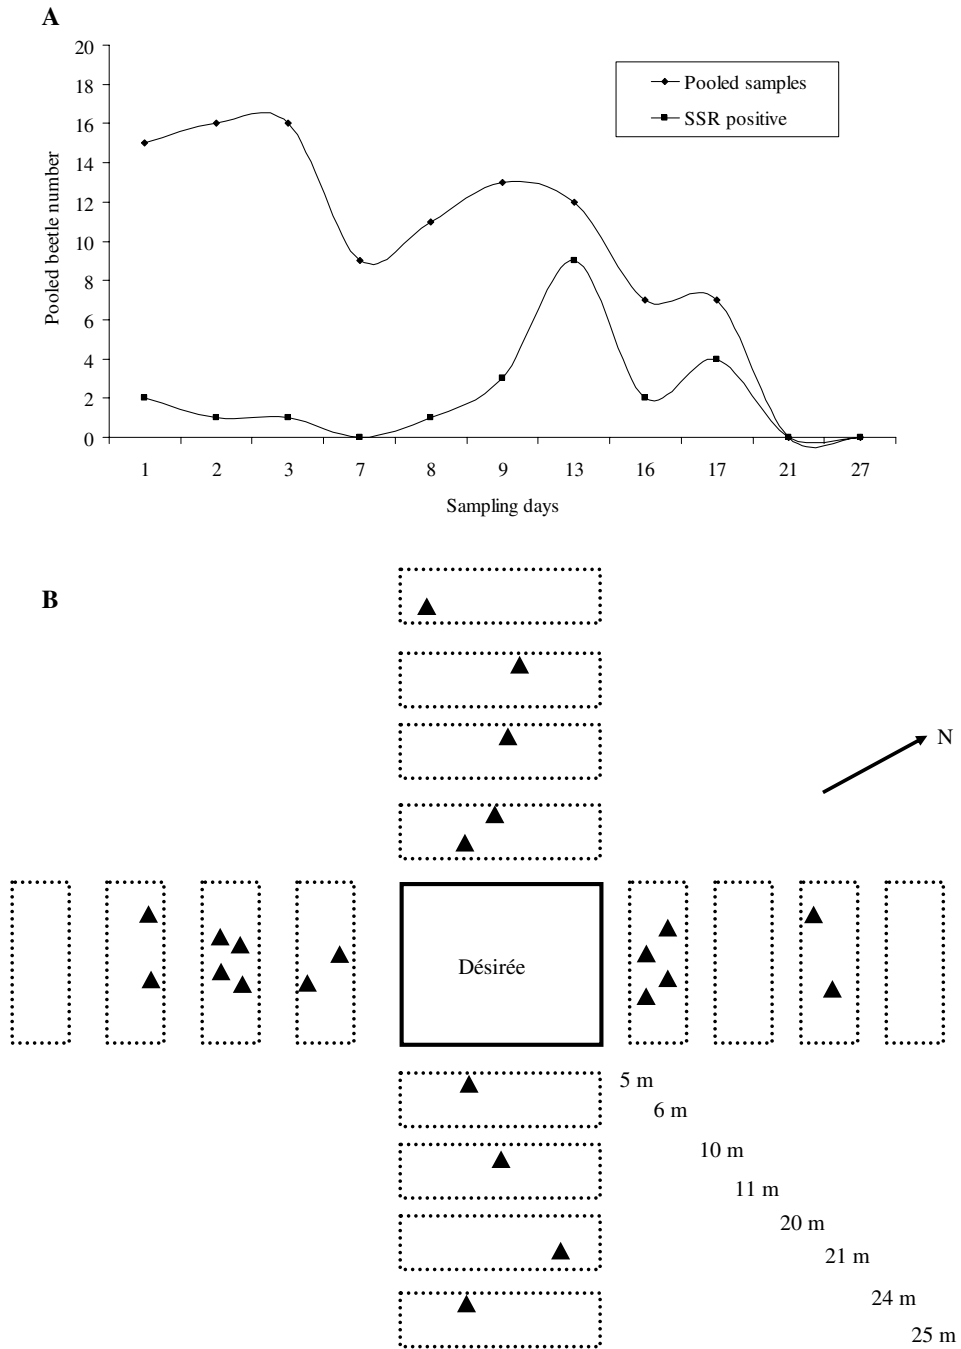 A
20
18
16
14
12
10
8
6
4
2
0
Pooled beetle number
Pooled samples
SSR positive
1 2 3 7 8 9 13 16 17 21 27
Sampling days
B
N
Désirée
5 m
6 m
10 m
11 m
20 m
21 m
24 m
25 m